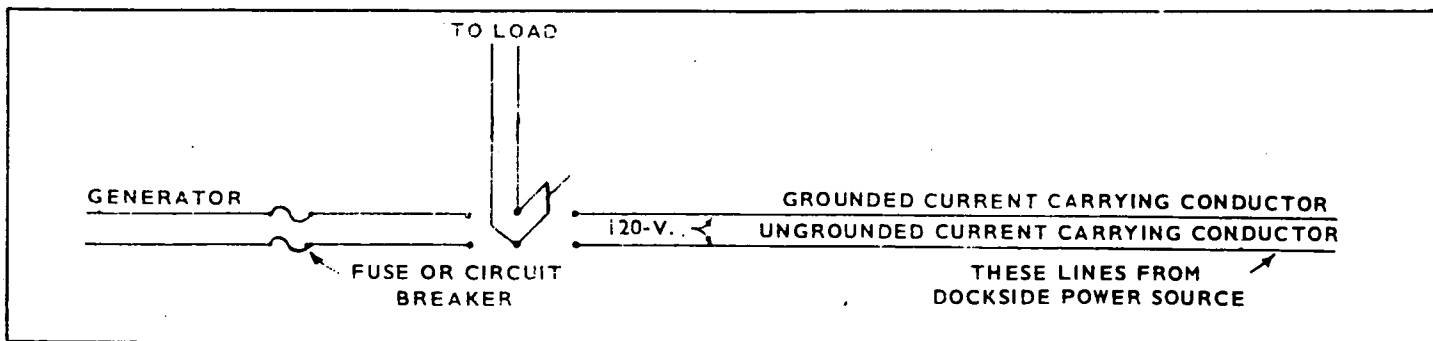 TO LOAD
GENERATOR
GROUNDED CURRENT CARRYING CONDUCTOR
120-V.
UNGROUNDED CURRENT CARRYING CONDUCTOR
FUSE OR CIRCUIT
BREAKER
THESE LINES FROM
DOCKSIDE POWER SOURCE